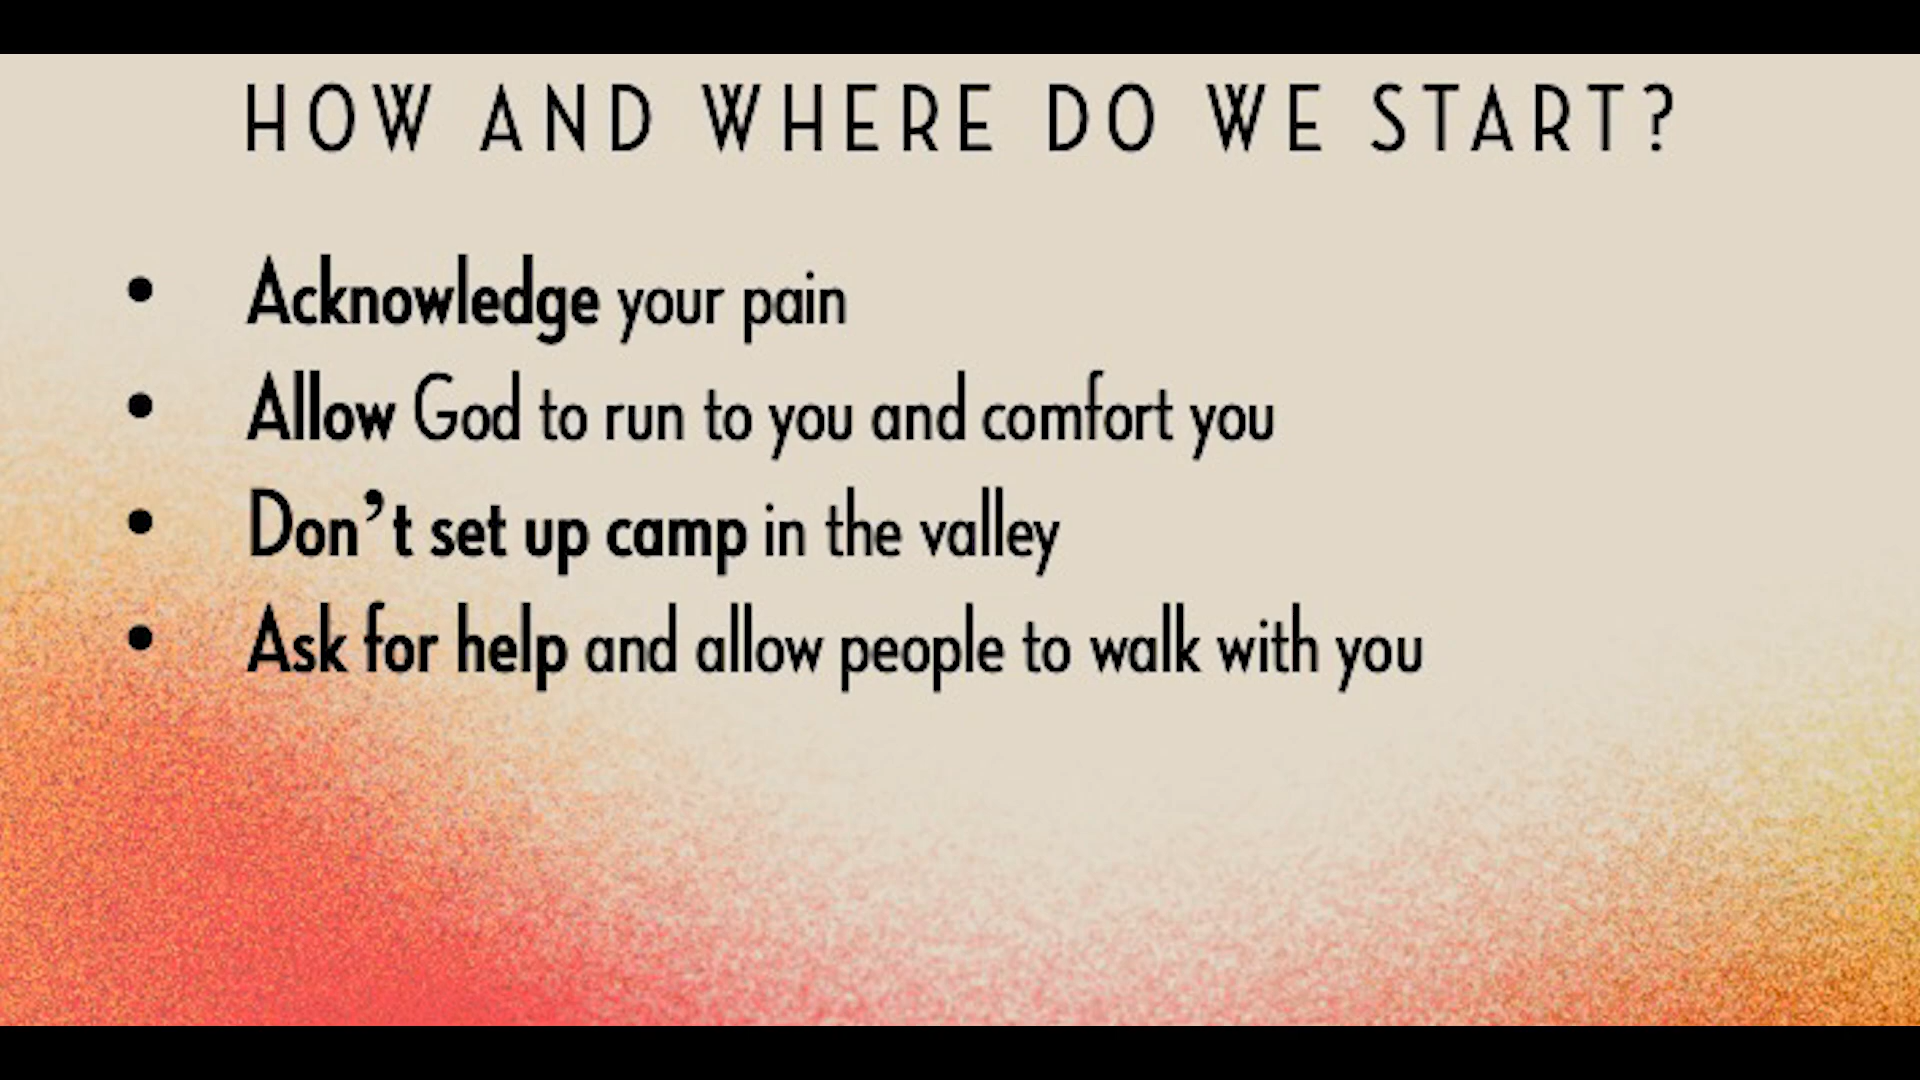 HOW AND WHERE DO WE START?
• Acknowledge your pain
• Allow God to run to you and comfort you
• Don’t set up camp in the valley
• Ask for help and allow people to walk with you